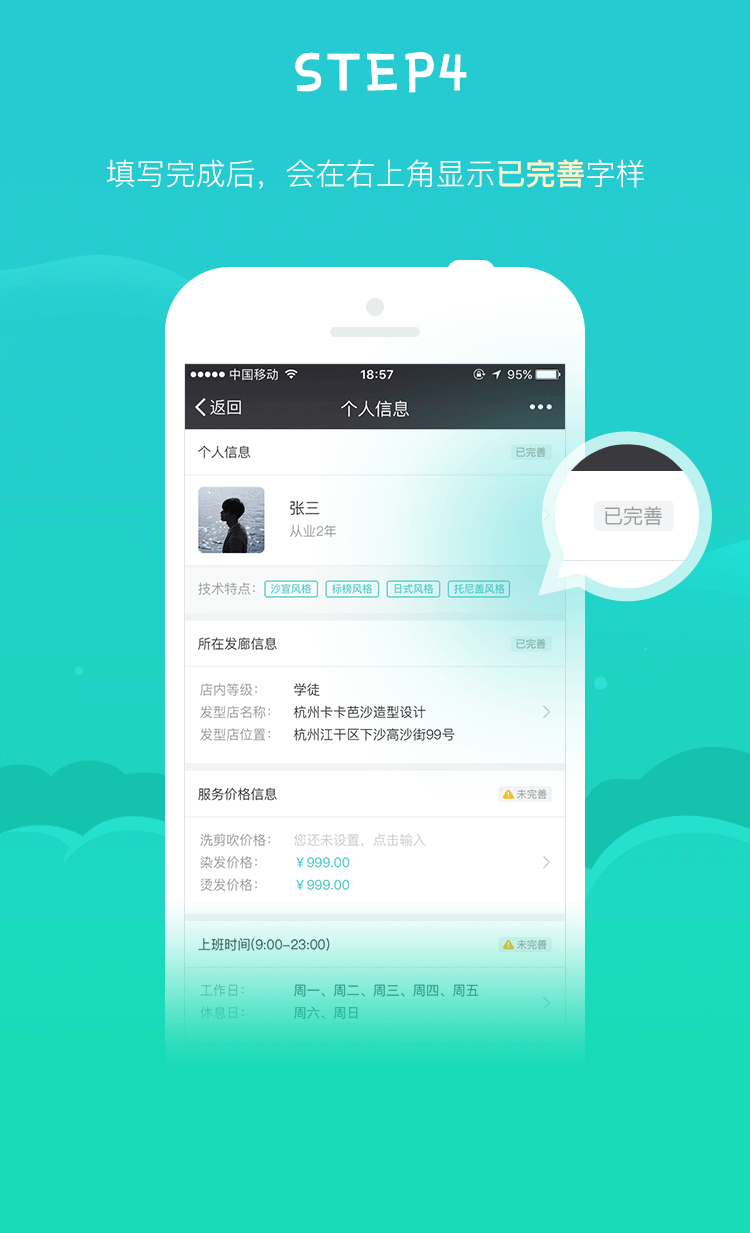 STEP4
填写完成后，会在右上角显示已完善字样
中国移动 18:57 95%
返回 个人信息
个人信息 已完善
已完善
张三
从业2年
技术特点： 沙宣风格 标榜风格 日式风格 托尼盖风格
所在发廊信息 已完善
店内等级： 学徒
发型店名称： 杭州卡卡芭沙造型设计
发型店位置： 杭州江干区下沙高沙街99号
服务价格信息 未完善
洗剪吹价格： 您还未设置，点击输入
染发价格： ￥999.00
烫发价格： ￥999.00
上班时间(9:00-23:00) 未完善
工作日： 周一、周二、周三、周四、周五
休息日： 周六、周日